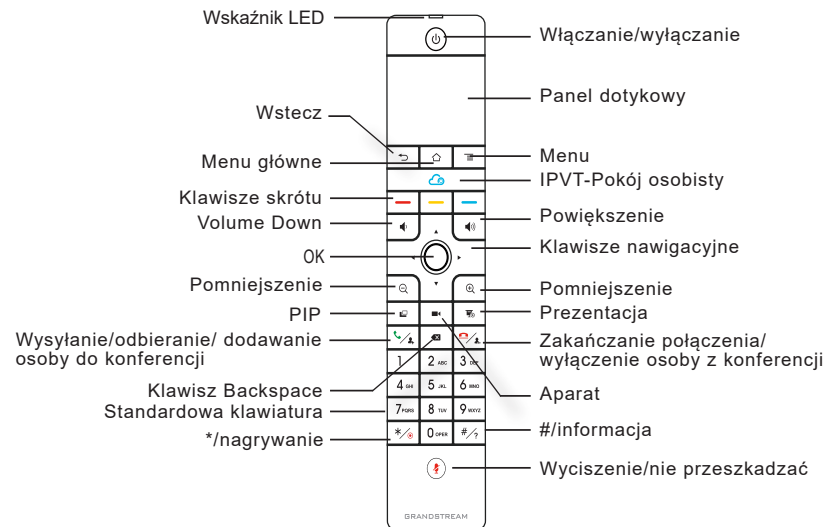 Wskaźnik LED
Włączanie/wyłączanie
Panel dotykowy
Wstecz
Menu główne
Menu
IPVT-Pokój osobisty
Klawisze skrótu
Volume Down
Powiększenie
Klawisze nawigacyjne
OK
Pomniejszenie
Pomniejszenie
PIP
Prezentacja
Wysyłanie/odbieranie/ dodawanie
osoby do konferencji
Zakańczanie połączenia/
wyłączenie osoby z konferencji
Klawisz Backspace
Aparat
Standardowa klawiatura
*/nagrywanie
#/informacja
Wyciszenie/nie przeszkadzać
1 2 ABC 3 DEF
4 GHI 5 JKL 6 MNO
7 PQRS 8 TUV 9 WXYZ
*/ 0 OPER #/?
GRANDSTREAM